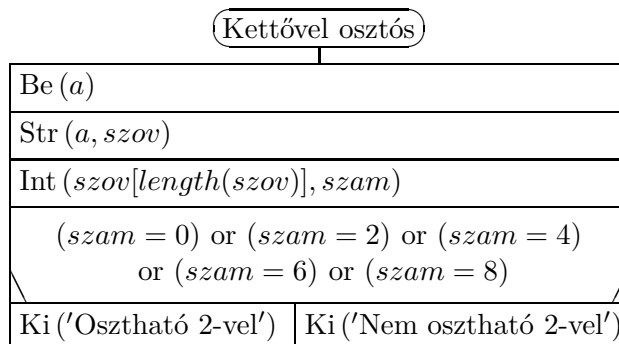 Kettővel osztós
Be (a)
Str (a, szov)
Int (szov[length(szov)], szam)
(szam = 0) or (szam = 2) or (szam = 4)
or (szam = 6) or (szam = 8)
Ki ('Osztható 2-vel')
Ki ('Nem osztható 2-vel')